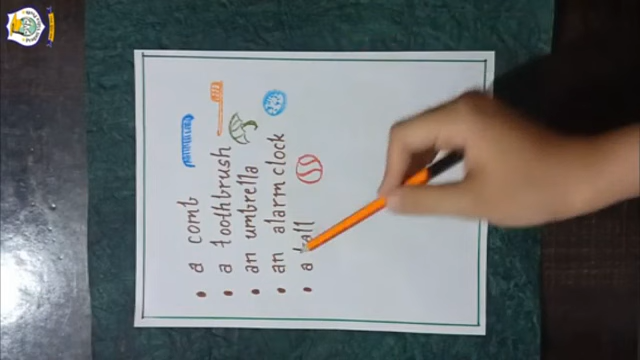 • a comb
• a toothbrush
• an umbrella
• an alarm clock
• a ball